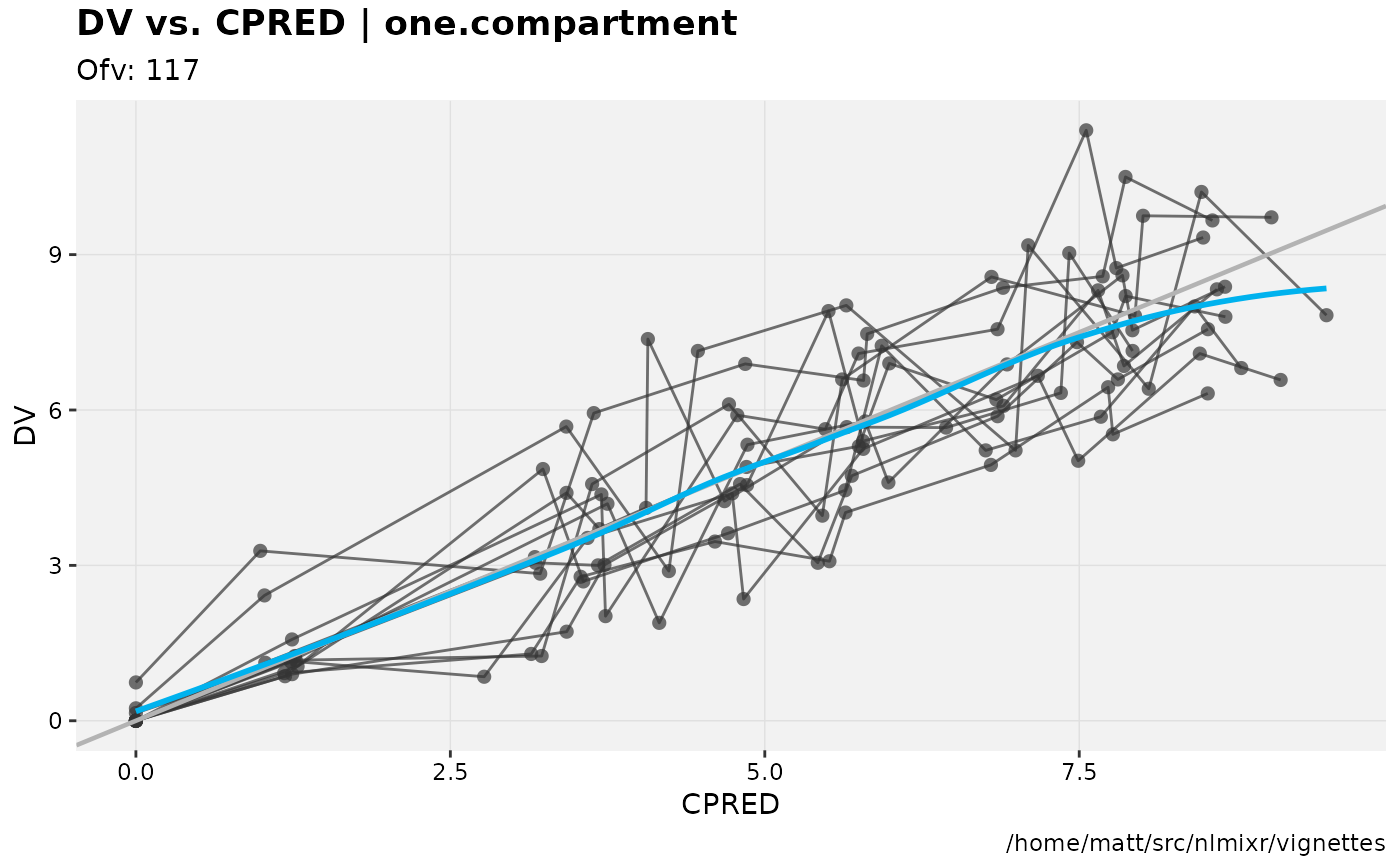 DV vs. CPRED | one.compartment
Ofv: 117
9
6
3
0
DV
0.0 2.5 5.0 7.5
CPRED
/home/matt/src/nlmixr/vignettes